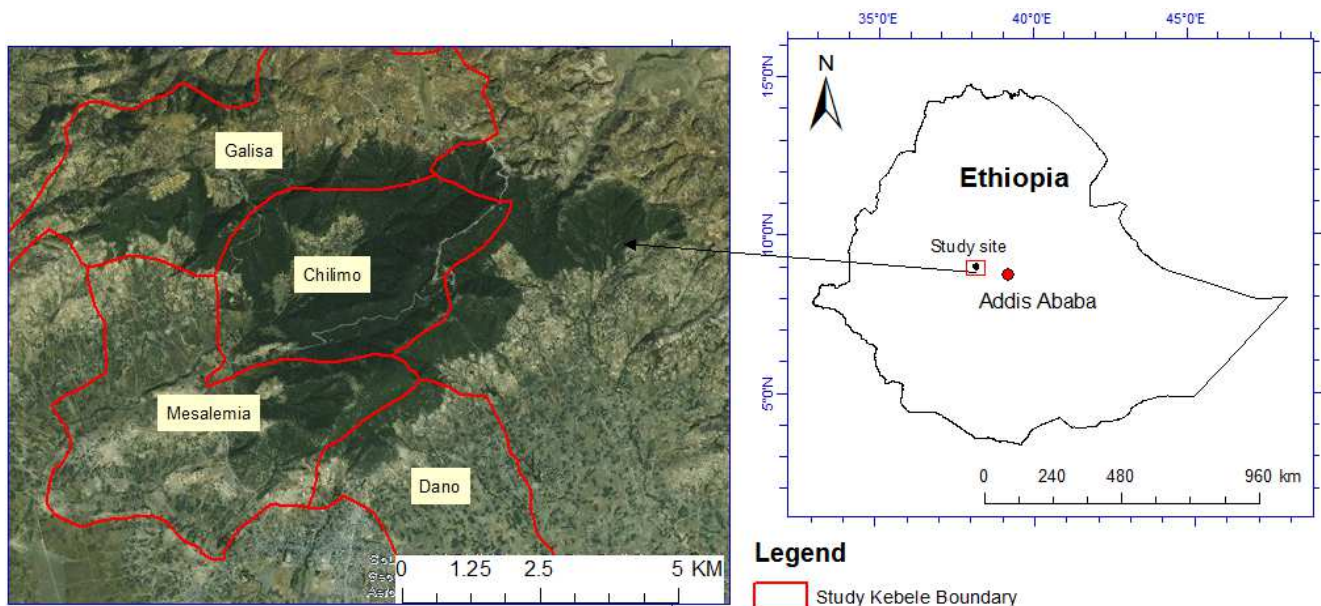 35°0'E
40°0'E
45°0'E
N
15°0'N
10°0'N
5°0'N
Galisa
Chilimo
Mesalemia
Dano
0 1.25 2.5 5 KM
Ethiopia
Study site
Addis Ababa
0 240 480 960 km
Legend
Study Kebele Boundary